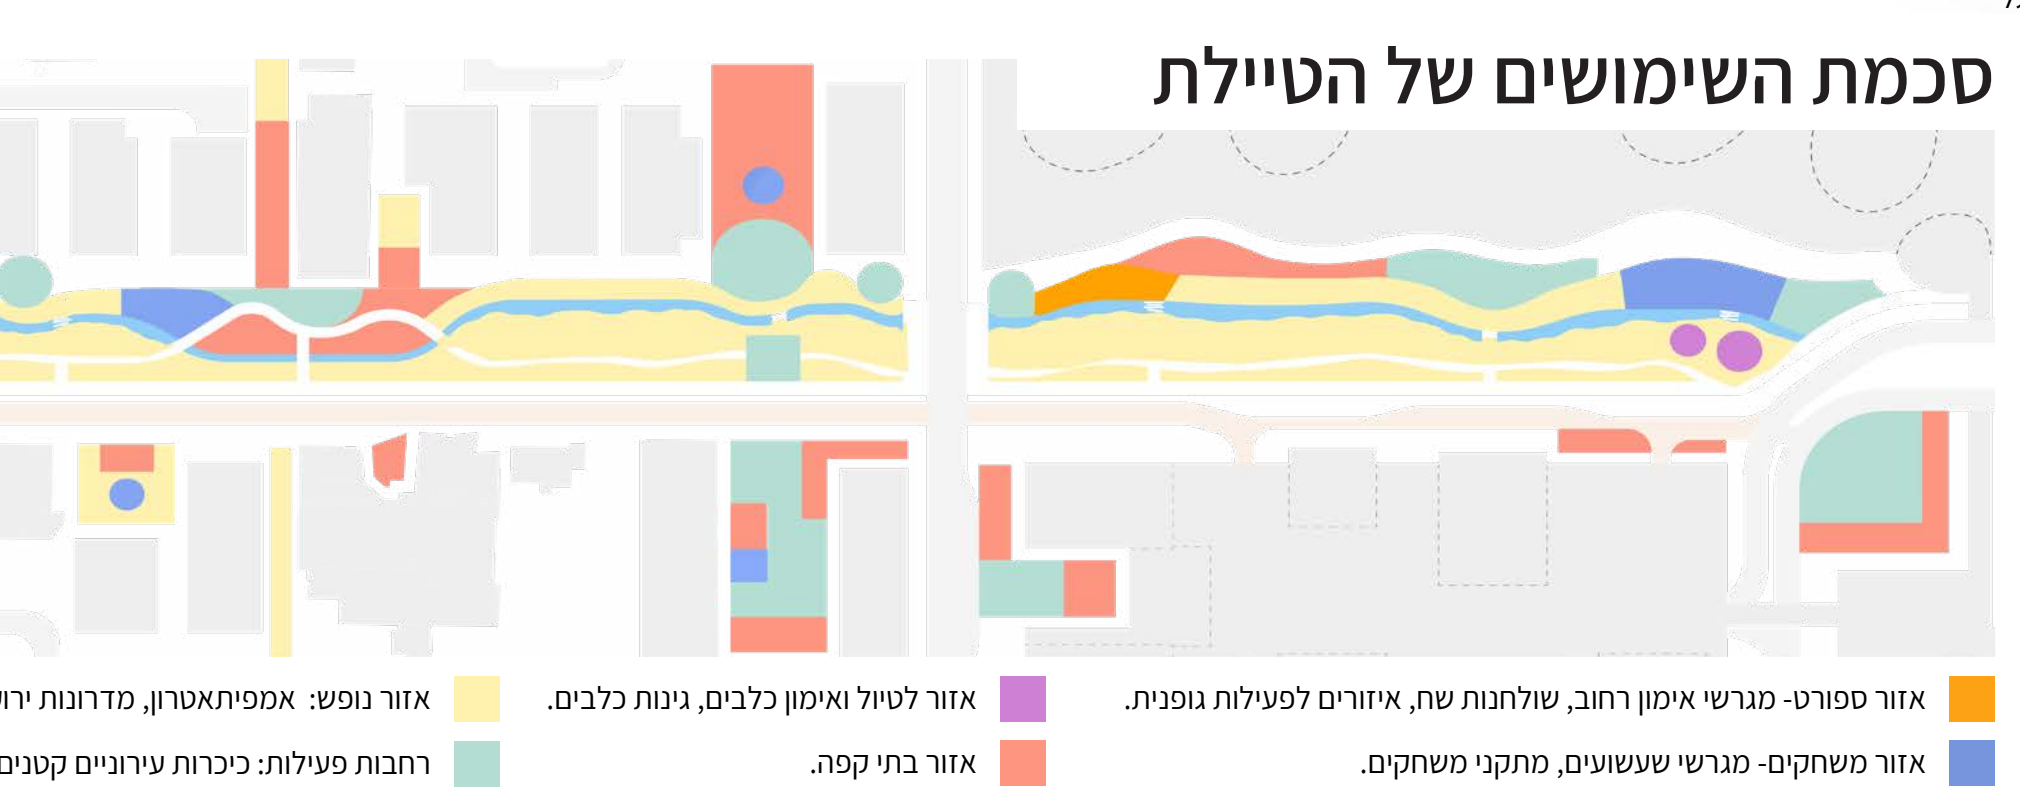 סכמת השימושים של הטיילת
אזור ספורט- מגרשי אימון רחוב, שולחנות שח, איזורים לפעילות גופנית.
אזור לטיול ואימון כלבים, גינות כלבים.
אזור נופש: אמפיתאטרון, מדרונות
אזור משחקים- מגרשי שעשועים, מתקני משחקים.
אזור בתי קפה.
רחבות פעילות: כיכרות עירוניים קטנים